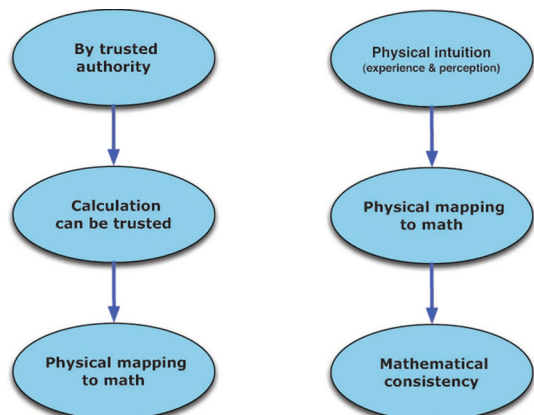 By trusted
authority
Calculation
can be trusted
Physical mapping
to math
Physical intuition
(experience & perception)
Physical mapping
to math
Mathematical
consistency